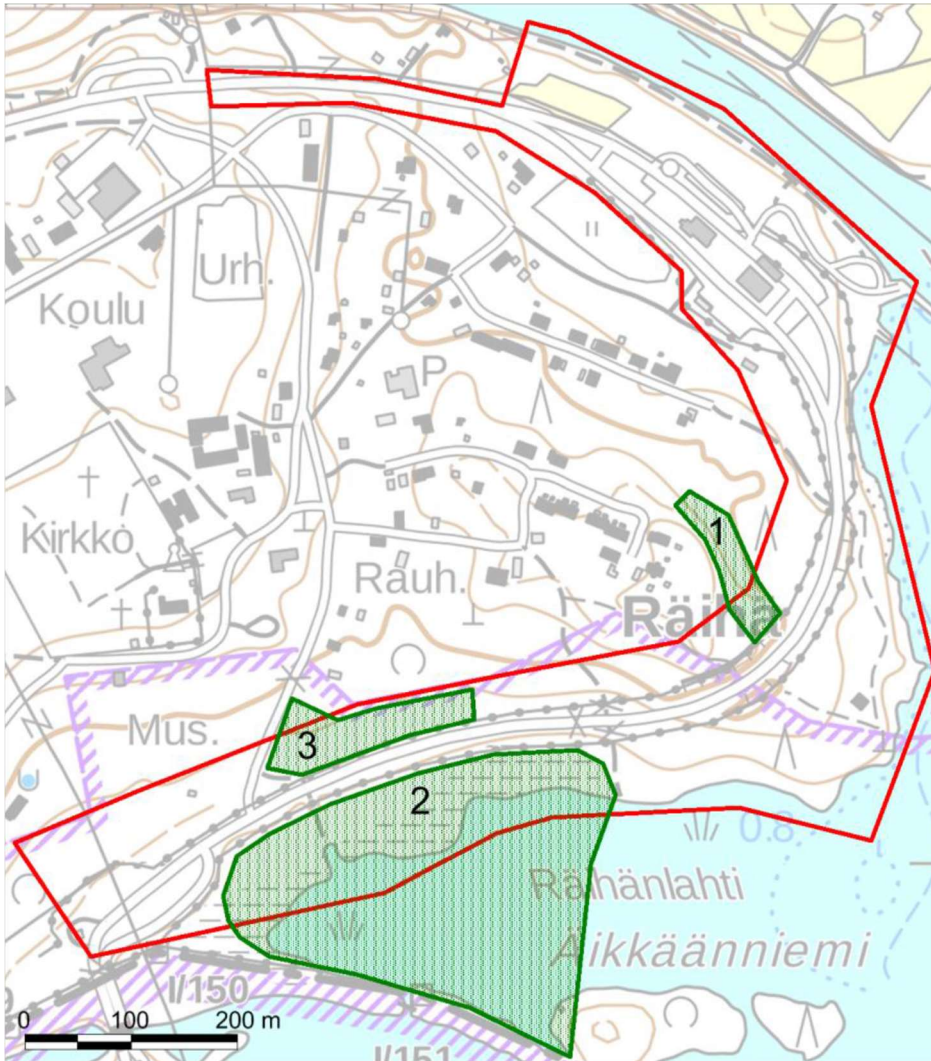 Urh.
Koulu
P
1
Kirkko
Rauh.
Räihä
Mus.
3
2
0.8
Räihänlahti
Äikkäänniemi
I/150
0 100 200 m
I/151